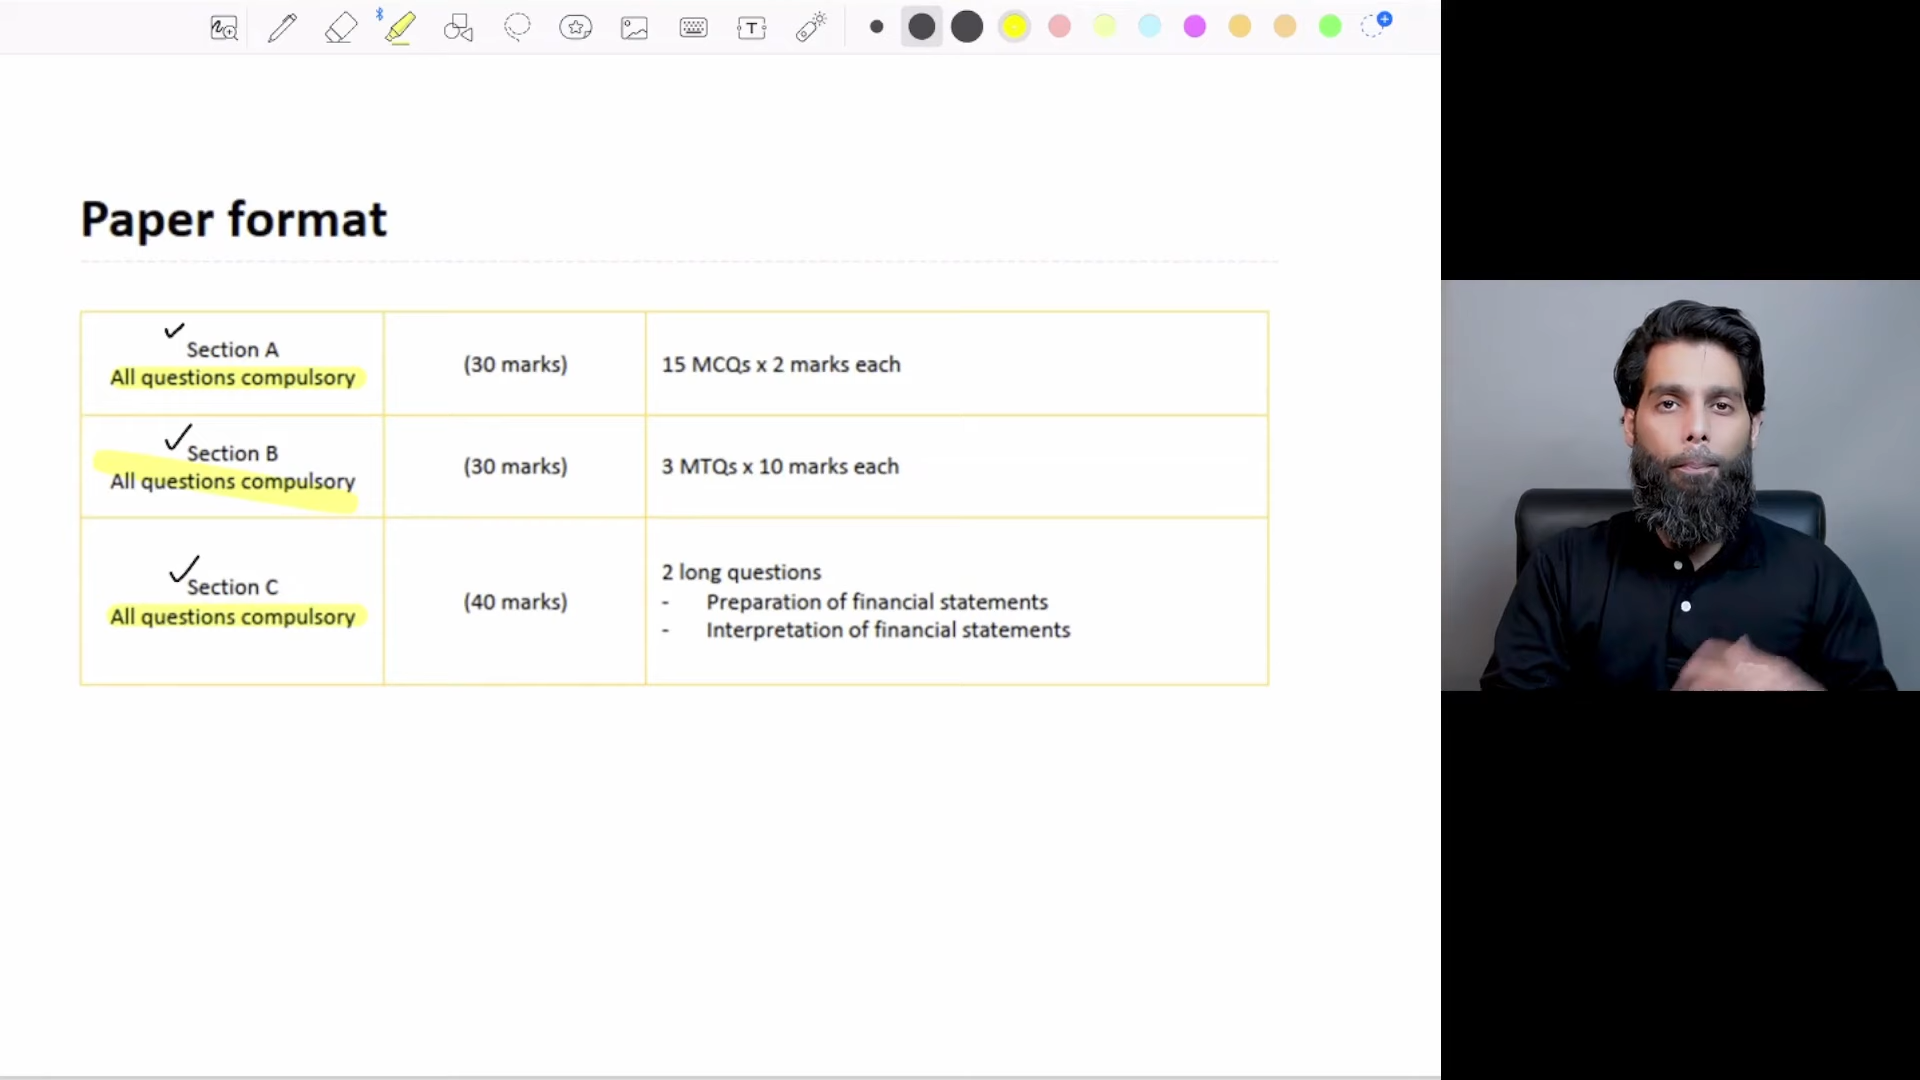 Paper format
Section A
All questions compulsory
(30 marks)
15 MCQs x 2 marks each
Section B
All questions compulsory
(30 marks)
3 MTQs x 10 marks each
Section C
All questions compulsory
(40 marks)
2 long questions
- Preparation of financial statements
- Interpretation of financial statements